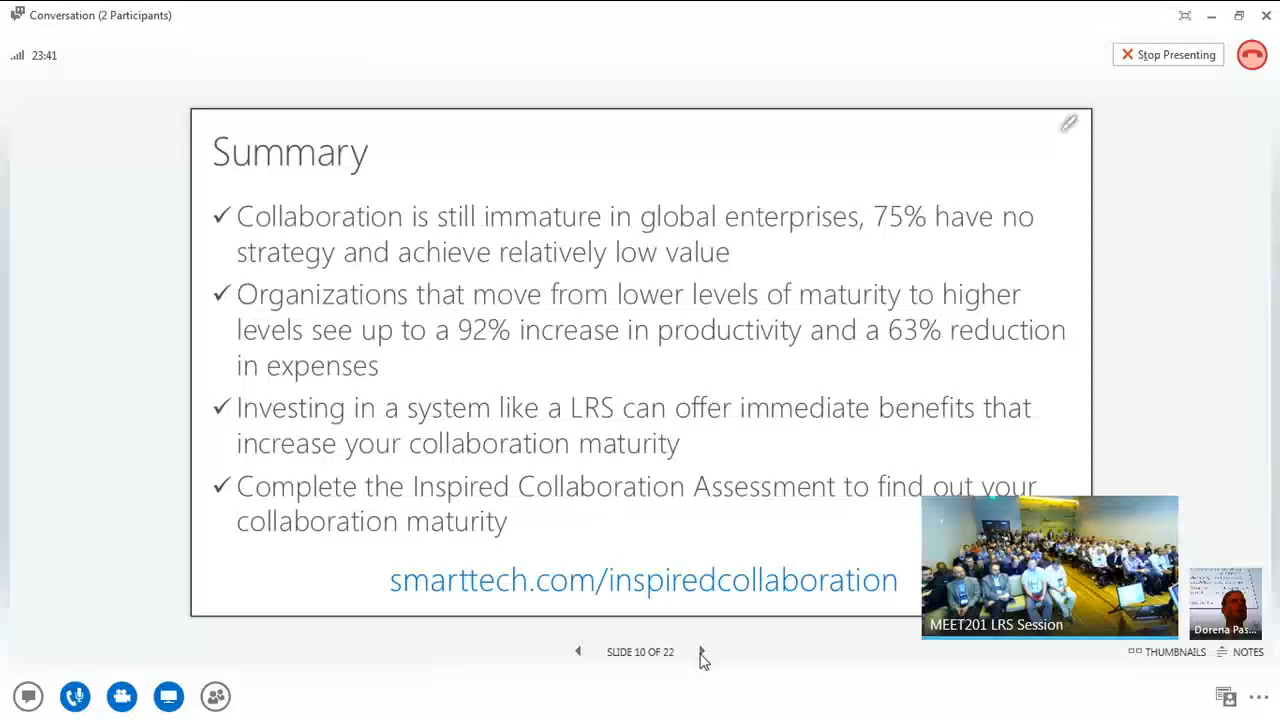 Conversation (2 Participants)
23:41
Stop Presenting
Summary
✓ Collaboration is still immature in global enterprises, 75% have no
strategy and achieve relatively low value
✓ Organizations that move from lower levels of maturity to higher
levels see up to a 92% increase in productivity and a 63% reduction
in expenses
✓ Investing in a system like a LRS can offer immediate benefits that
increase your collaboration maturity
✓ Complete the Inspired Collaboration Assessment to find out your
collaboration maturity
smarttech.com/inspiredcollaboration
MEET201 LRS Session
Dorena Pas...
SLIDE 10 OF 22
THUMBNAILS
NOTES